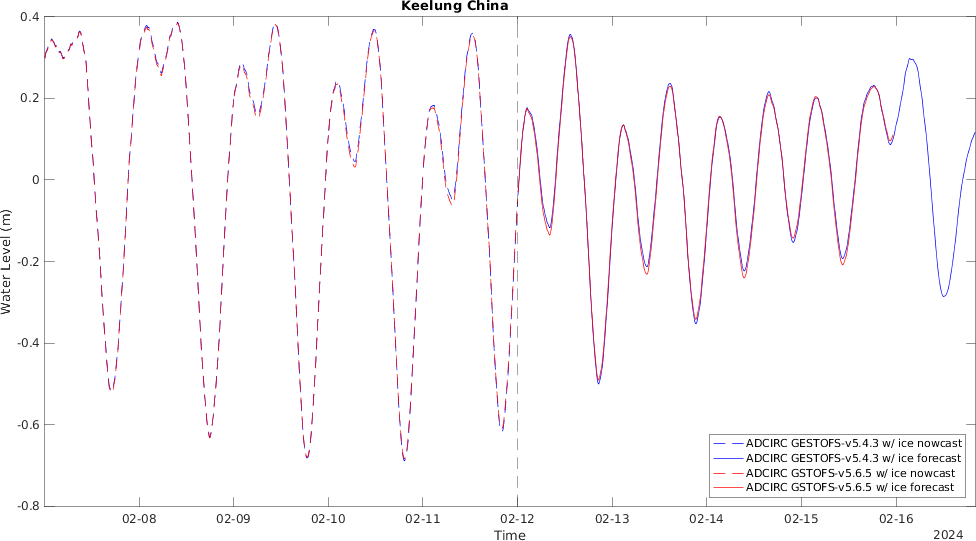 Keelung China
0.4
0.2
0
-0.2
-0.4
-0.6
-0.8
Water Level (m)
ADCIRC GESTOFS-v5.4.3 w/ ice nowcast
ADCIRC GESTOFS-v5.4.3 w/ ice forecast
ADCIRC GSTOFS-v5.6.5 w/ ice nowcast
ADCIRC GSTOFS-v5.6.5 w/ ice forecast
02-08 02-09 02-10 02-11 02-12 02-13 02-14 02-15 02-16
Time
2024